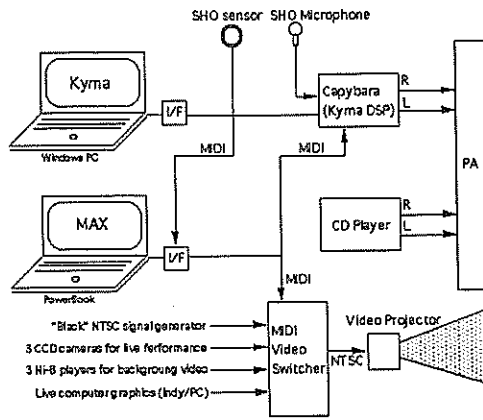 SHO sensor
SHO Microphone
Kyma
I/F
Windows PC
Capybara
(Kyma DSP)
R
L
PA
MIDI
MIDI
MAX
I/F
PowerBook
CD Player
R
L
MIDI
"Black" NTSC signal generator
3 CCD cameras for live ferformance
3 Hi-8 players for backgroung video
Live computer graphics (Indy/PC)
MIDI
Video
Switcher
NTSC
Video Projector